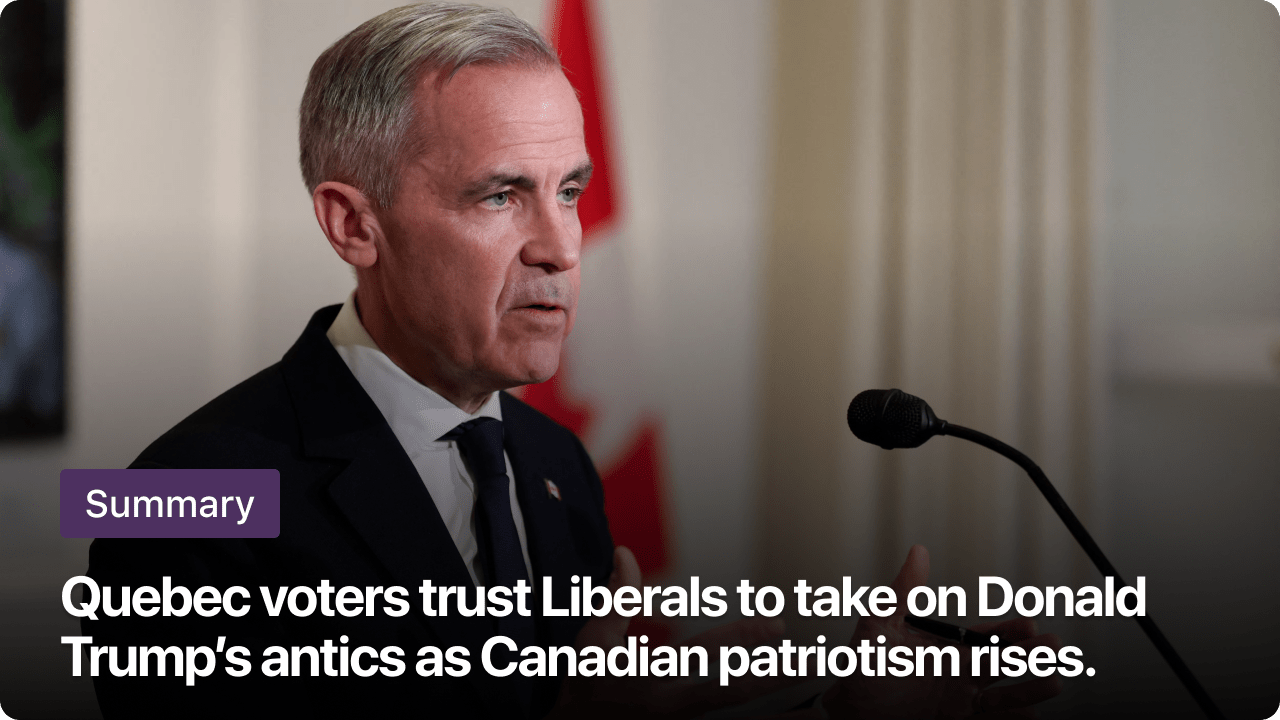 Summary
Quebec voters trust Liberals to take on Donald
Trump’s antics as Canadian patriotism rises.